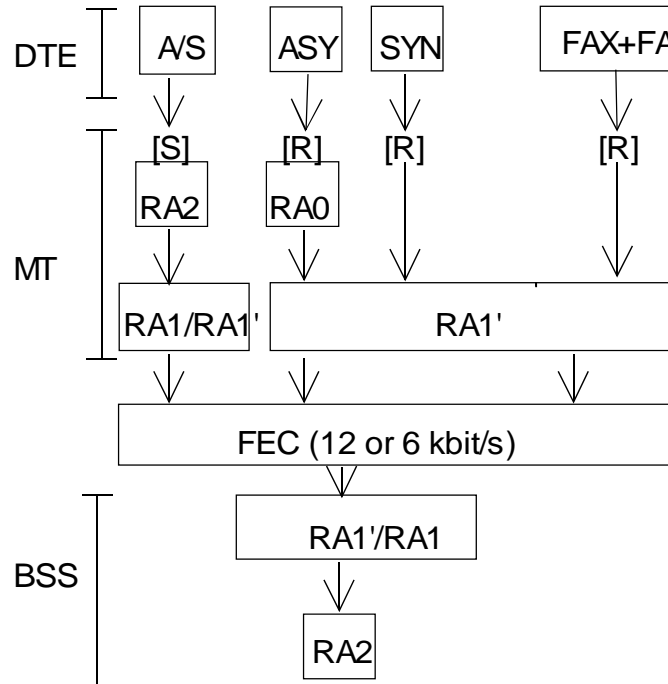 DTE
A/S ASY SYN FAX+FA
[S] [R] [R] [R]
RA2 RA0
MT
RA1/RA1' RA1'
FEC (12 or 6 kbit/s)
RA1'/RA1
BSS
RA2